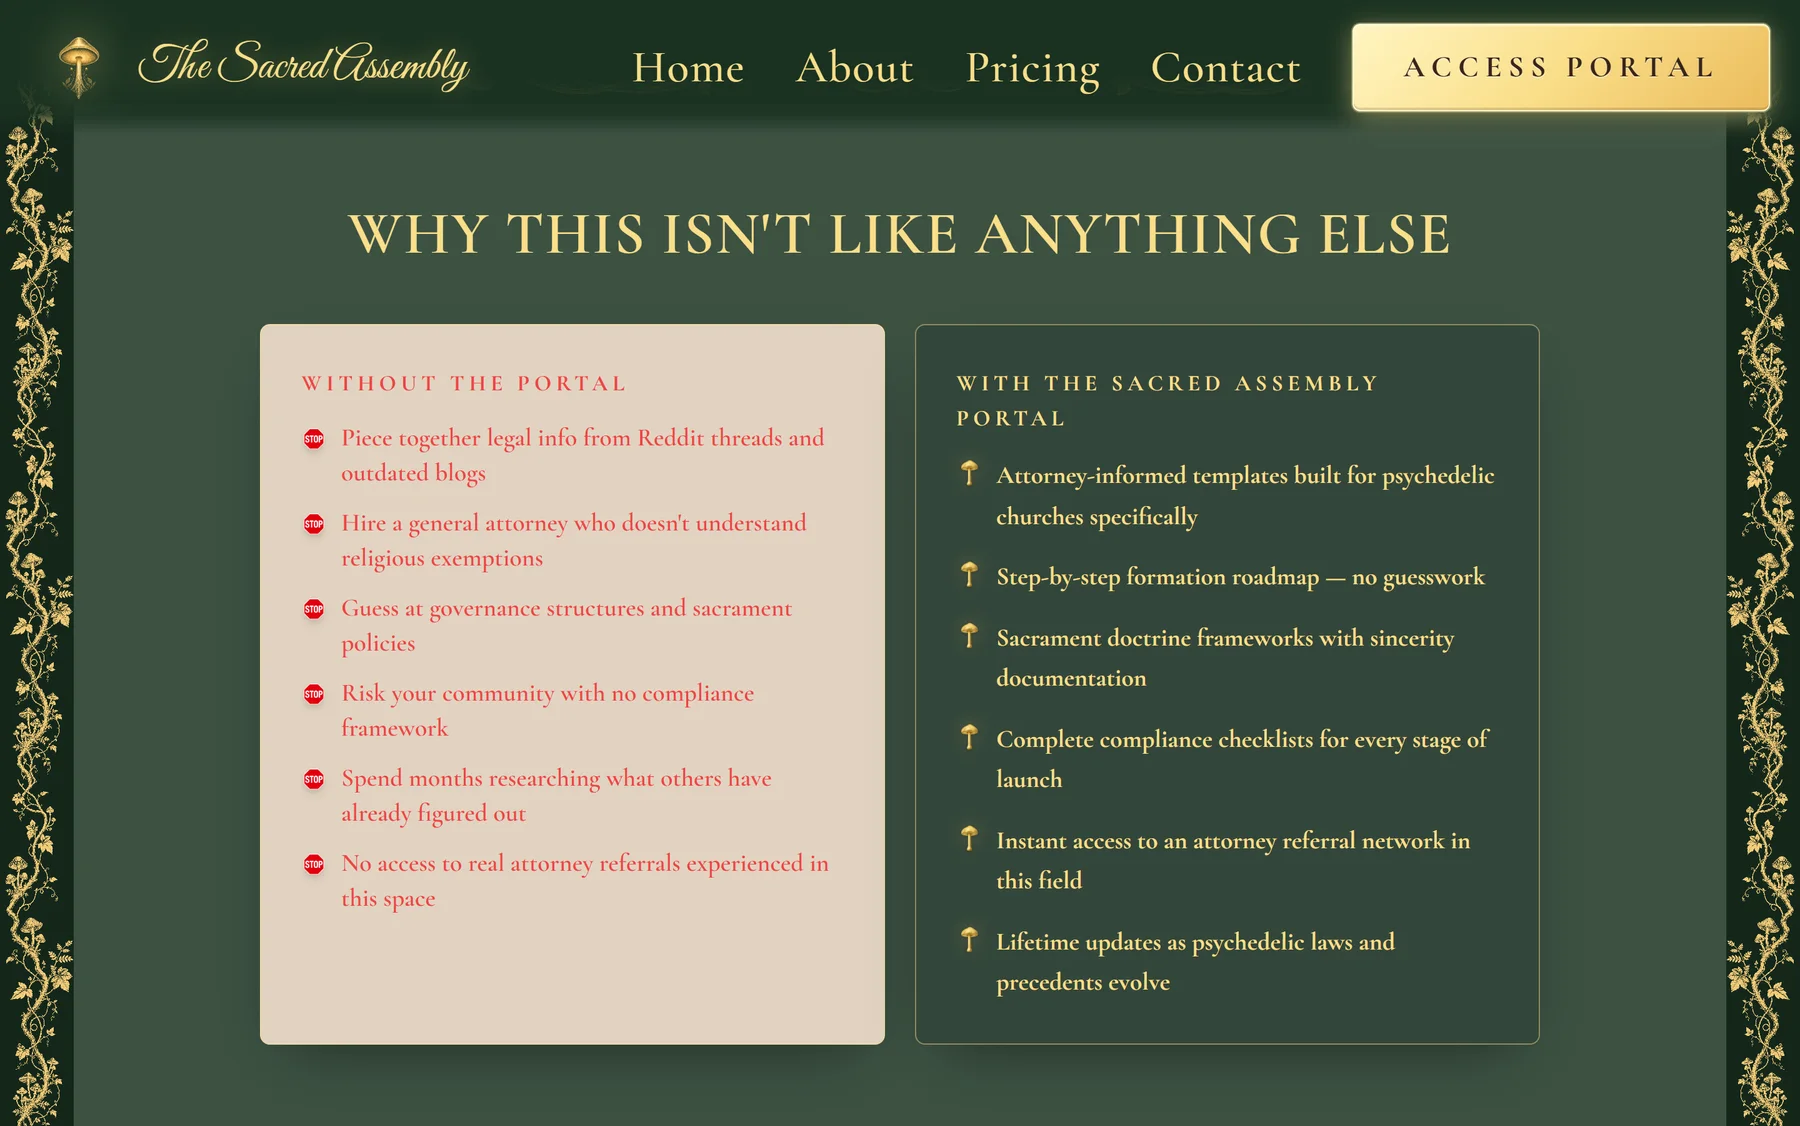 The Sacred Assembly
Home About Pricing Contact
ACCESS PORTAL
WHY THIS ISN'T LIKE ANYTHING ELSE
WITHOUT THE PORTAL
STOP Piece together legal info from Reddit threads and
outdated blogs
STOP Hire a general attorney who doesn't understand
religious exemptions
STOP Guess at governance structures and sacrament
policies
STOP Risk your community with no compliance
framework
STOP Spend months researching what others have
already figured out
STOP No access to real attorney referrals experienced in
this space
WITH THE SACRED ASSEMBLY
PORTAL
Attorney-informed templates built for psychedelic
churches specifically
Step-by-step formation roadmap — no guesswork
Sacrament doctrine frameworks with sincerity
documentation
Complete compliance checklists for every stage of
launch
Instant access to an attorney referral network in
this field
Lifetime updates as psychedelic laws and
precedents evolve